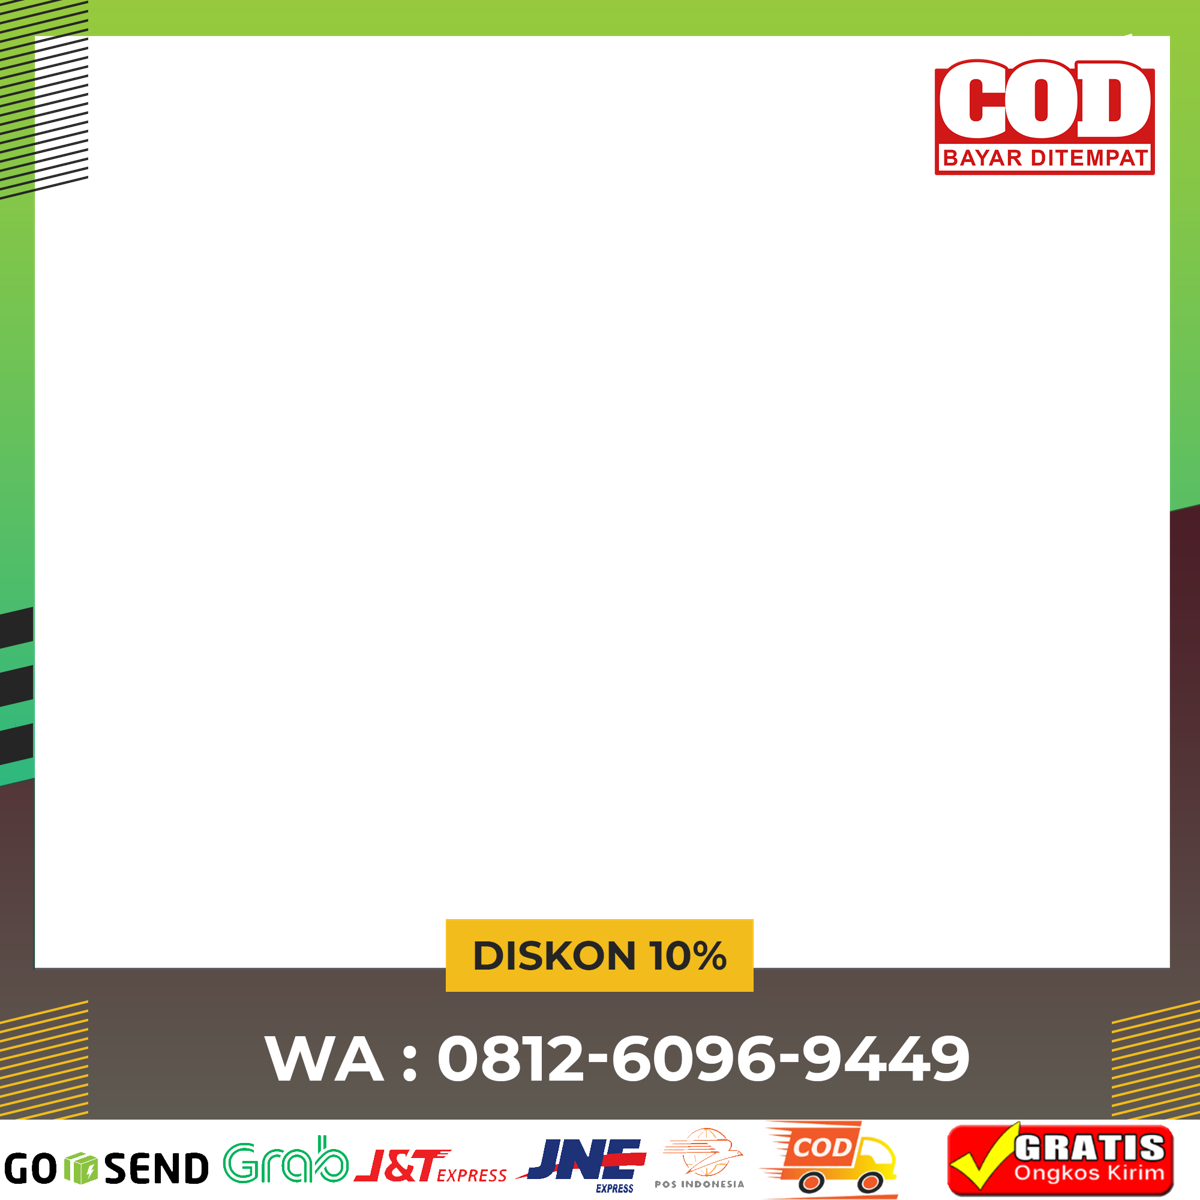 COD
BAYAR DITEMPAT
DISKON 10%
WA : 0812-6096-9449
GO SEND
Grab
J&T EXPRESS
JNE
EXPRESS
POS INDONESIA
COD
GRATIS
Ongkos Kirim